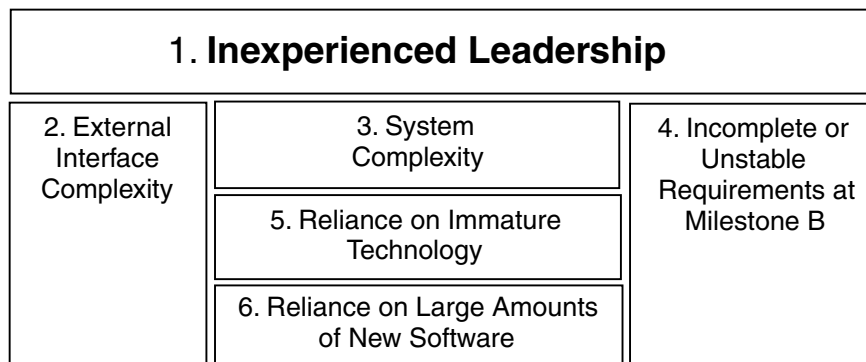 1. Inexperienced Leadership
2. External
Interface
Complexity
3. System
Complexity
4. Incomplete or
Unstable
Requirements at
Milestone B
5. Reliance on Immature
Technology
6. Reliance on Large Amounts
of New Software